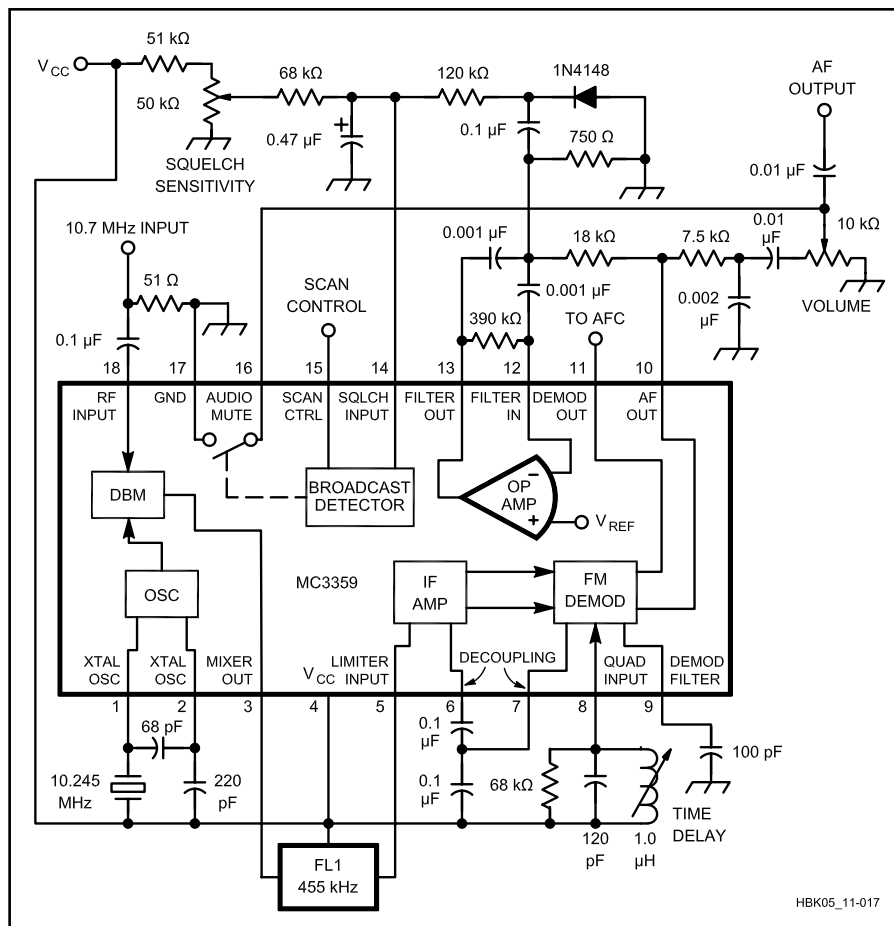 51 kΩ
V CC
50 kΩ
SQUELCH
SENSITIVITY
68 kΩ
+
0.47 µF
120 kΩ
1N4148
0.1 µF
750 Ω
AF
OUTPUT
0.01 µF
10.7 MHz INPUT
51 Ω
0.1 µF
SCAN
CONTROL
0.001 µF
18 kΩ
0.001 µF
390 kΩ
TO AFC
7.5 kΩ
0.01
µF
10 kΩ
0.002
µF
VOLUME
18 17 16 15 14 13 12 11 10
RF
INPUT
GND
AUDIO
MUTE
SCAN
CTRL
SQLCH
INPUT
FILTER
OUT
FILTER
IN
DEMOD
OUT
AF
OUT
DBM
BROADCAST
DETECTOR
OP
AMP
−
+
V REF
OSC
MC3359
IF
AMP
FM
DEMOD
XTAL
OSC
XTAL
OSC
MIXER
OUT
V CC
LIMITER
INPUT
DECOUPLING
QUAD
INPUT
DEMOD
FILTER
1 2 3 4 5 6 7 8 9
68 pF
10.245
MHz
220
pF
0.1
µF
0.1
µF
68 kΩ
120
pF
1.0
µH
TIME
DELAY
100 pF
FL1
455 kHz
HBK05_11-017